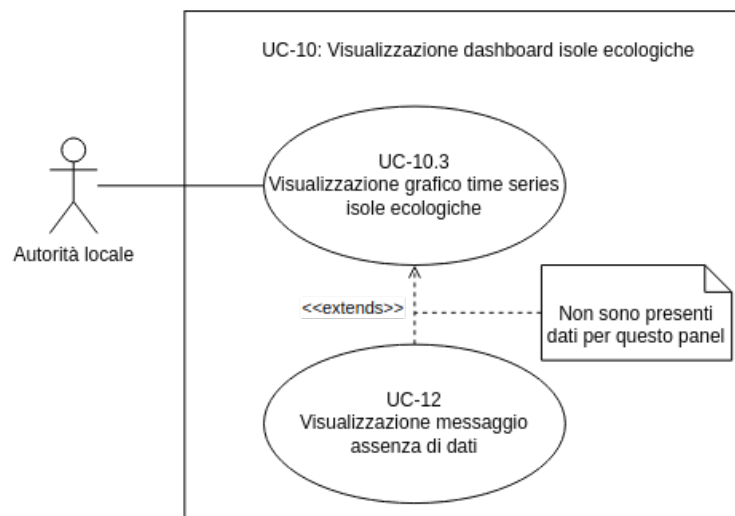 UC-10: Visualizzazione dashboard isole ecologiche
UC-10.3
Visualizzazione grafico time series
isole ecologiche
Autorità locale
<<extends>>
Non sono presenti
dati per questo panel
UC-12
Visualizzazione messaggio
assenza di dati